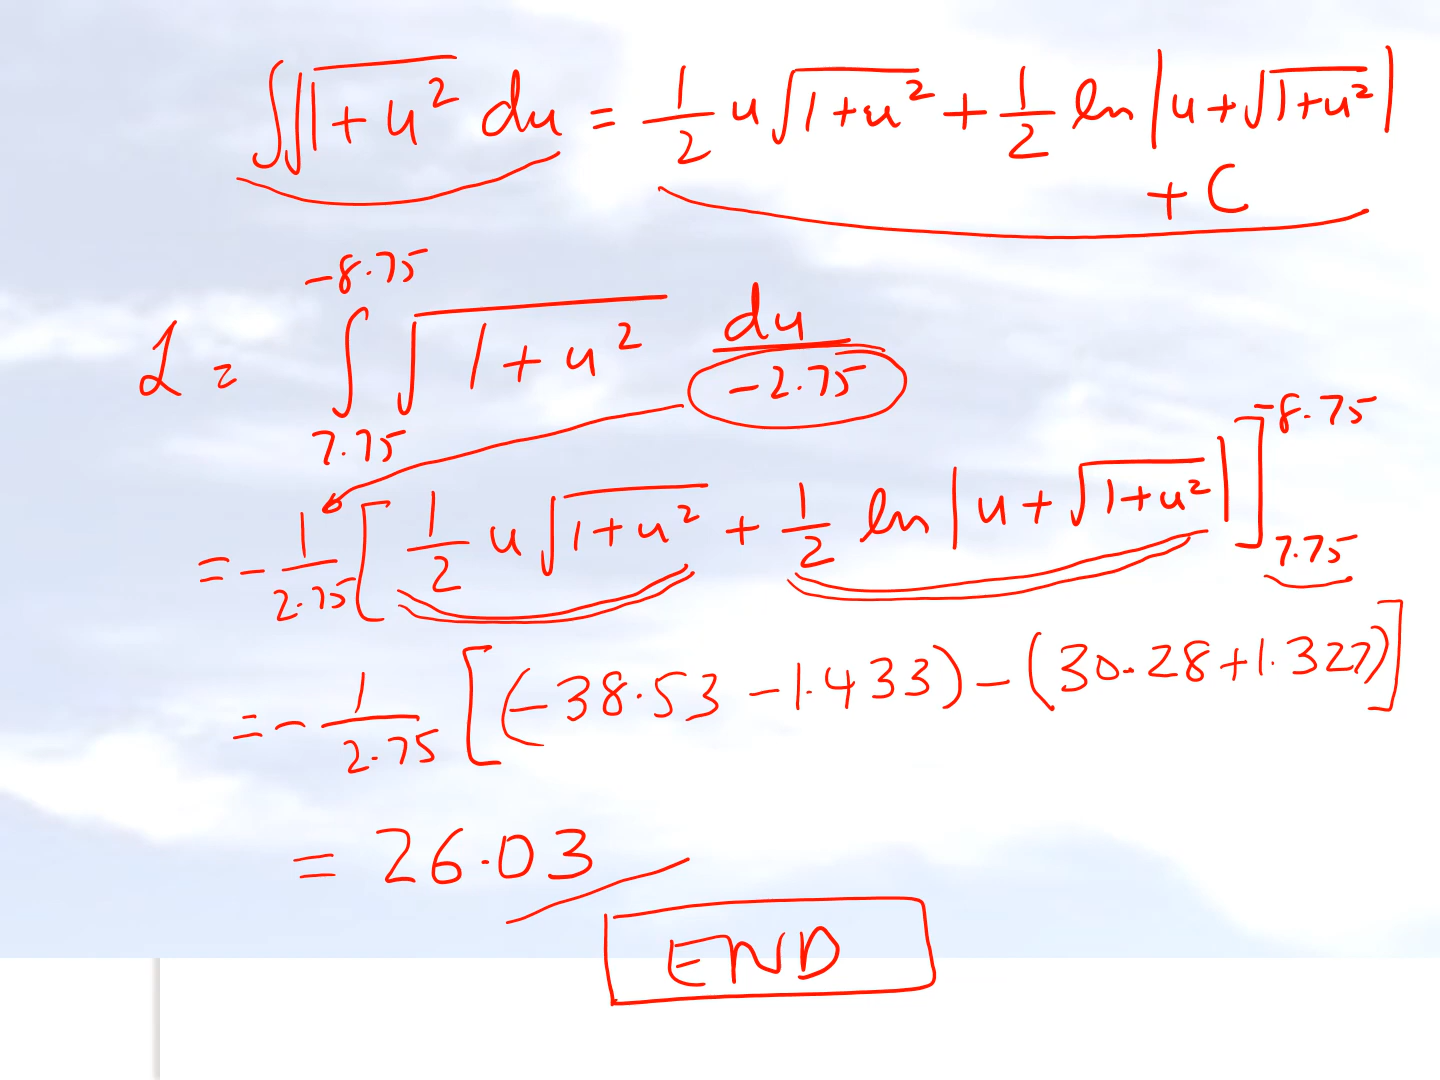 ∫√1+u² du = 1/2 u√1+u² + 1/2 ln|u+√1+u²|
+ C
L = ∫_{7.75}^{-8.75} √1+u² du/-2.75
= -1/2.75 [1/2 u√1+u² + 1/2 ln|u+√1+u²|]_{7.75}^{-8.75}
= -1/2.75 [(-38.53 -1.433) - (30.28+1.327)]
= 26.03
END